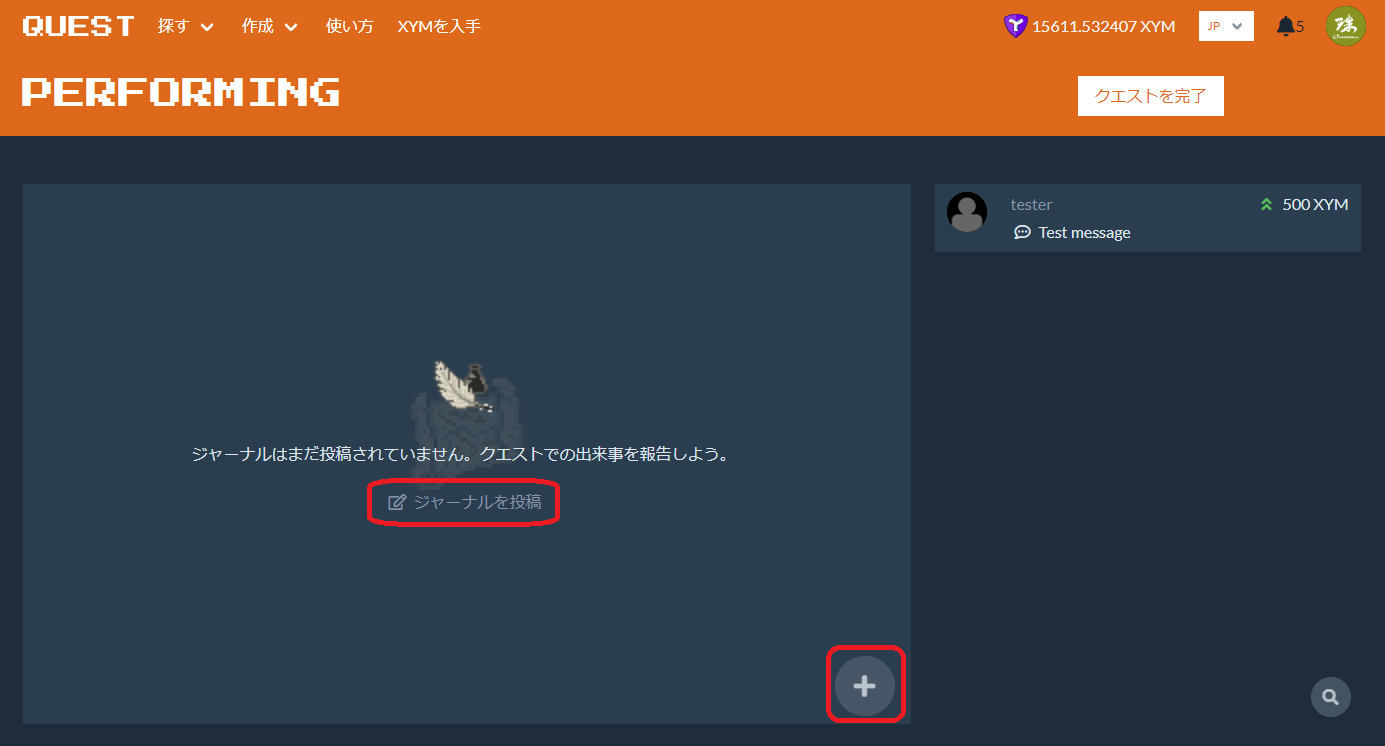 QUEST 探す 作成 使い方 XYMを入手 15611.532407 XYM JP 5 珠
PERFORMING クエストを完了
tester 500 XYM
Test message
ジャーナルはまだ投稿されていません。クエストでの出来事を報告しよう。
ジャーナルを投稿